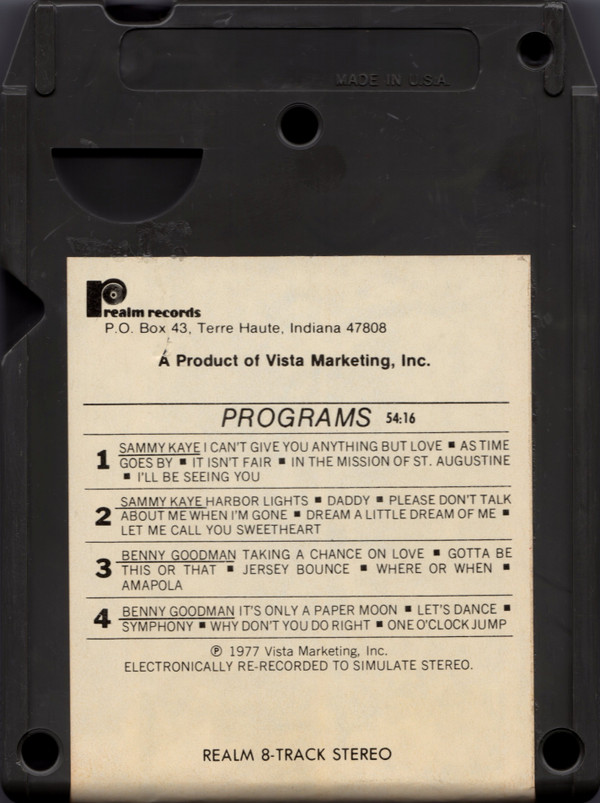 MADE IN U.S.A.
realm records
P.O. Box 43, Terre Haute, Indiana 47808
A Product of Vista Marketing, Inc.
PROGRAMS 54:16
1 SAMMY KAYE I CAN'T GIVE YOU ANYTHING BUT LOVE ■ AS TIME
GOES BY ■ IT ISN'T FAIR ■ IN THE MISSION OF ST. AUGUSTINE
■ I'LL BE SEEING YOU
2 SAMMY KAYE HARBOR LIGHTS ■ DADDY ■ PLEASE DON'T TALK
ABOUT ME WHEN I'M GONE ■ DREAM A LITTLE DREAM OF ME ■
LET ME CALL YOU SWEETHEART
3 BENNY GOODMAN TAKING A CHANCE ON LOVE ■ GOTTA BE
THIS OR THAT ■ JERSEY BOUNCE ■ WHERE OR WHEN ■
AMAPOLA
4 BENNY GOODMAN IT'S ONLY A PAPER MOON ■ LET'S DANCE ■
SYMPHONY ■ WHY DON'T YOU DO RIGHT ■ ONE O'CLOCK JUMP
℗ 1977 Vista Marketing, Inc.
ELECTRONICALLY RE-RECORDED TO SIMULATE STEREO.
REALM 8-TRACK STEREO